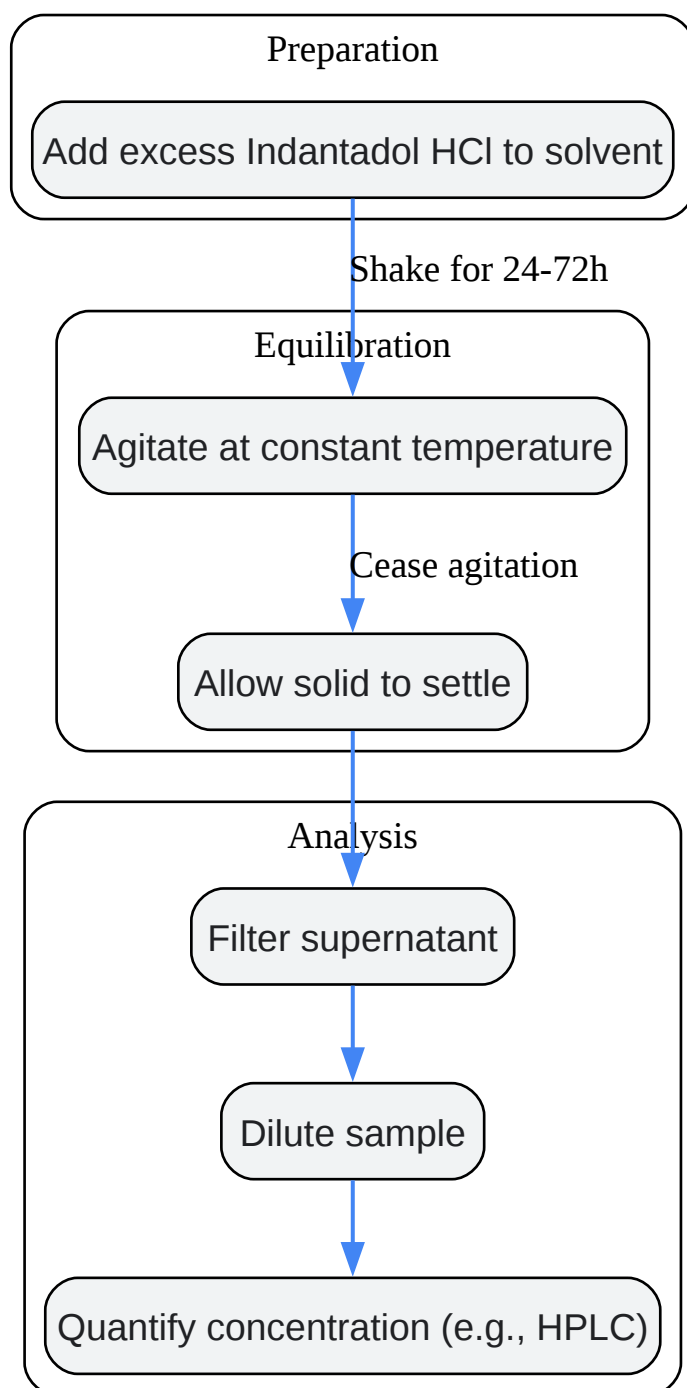 Preparation
Add excess Indantadol HCl to solvent
Shake for 24-72h
Equilibration
Agitate at constant temperature
Cease agitation
Allow solid to settle
Analysis
Filter supernatant
Dilute sample
Quantify concentration (e.g., HPLC)